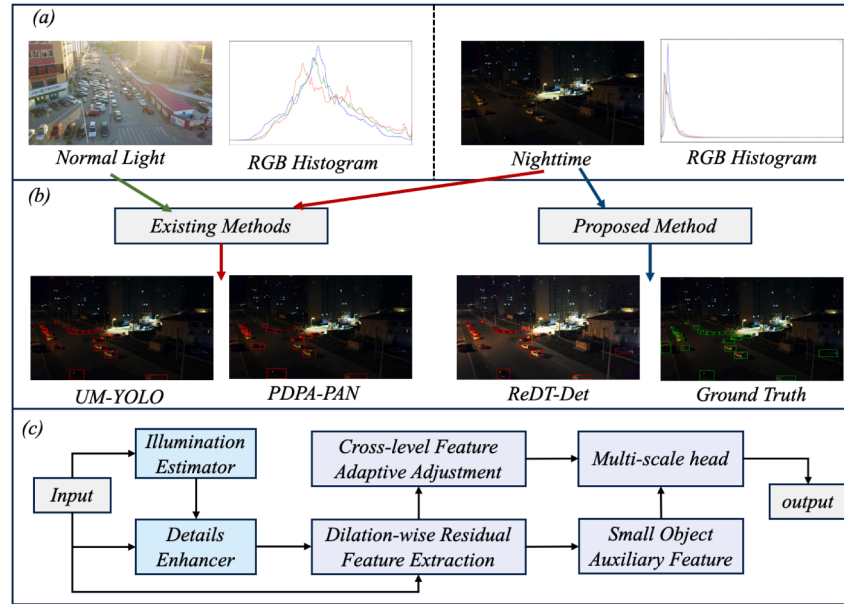 (a)
Normal Light
RGB Histogram
Nighttime
RGB Histogram
(b)
Existing Methods
Proposed Method
UM-YOLO
PDPA-PAN
ReDT-Det
Ground Truth
(c)
Illumination
Estimator
Cross-level Feature
Adaptive Adjustment
Multi-scale head
Input
output
Details
Enhancer
Dilation-wise Residual
Feature Extraction
Small Object
Auxiliary Feature